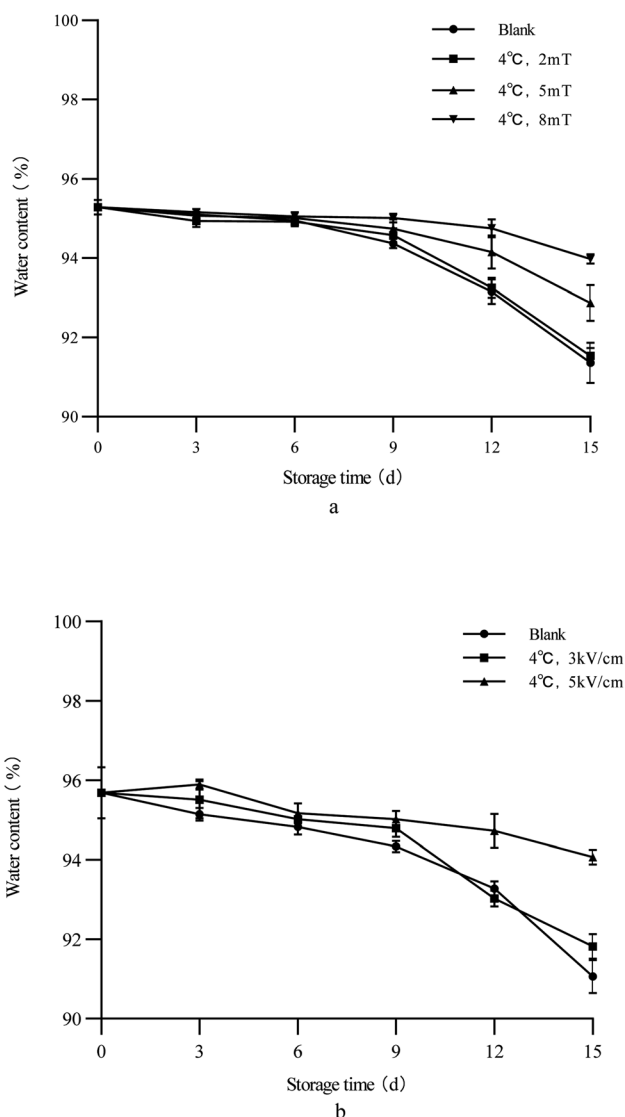 100
98
96
94
92
90
Water content（%）
Blank
4℃，2mT
4℃，5mT
4℃，8mT
0 3 6 9 12 15
Storage time（d）
a
100
98
96
94
92
90
Water content（%）
Blank
4℃，3kV/cm
4℃，5kV/cm
0 3 6 9 12 15
Storage time（d）
b